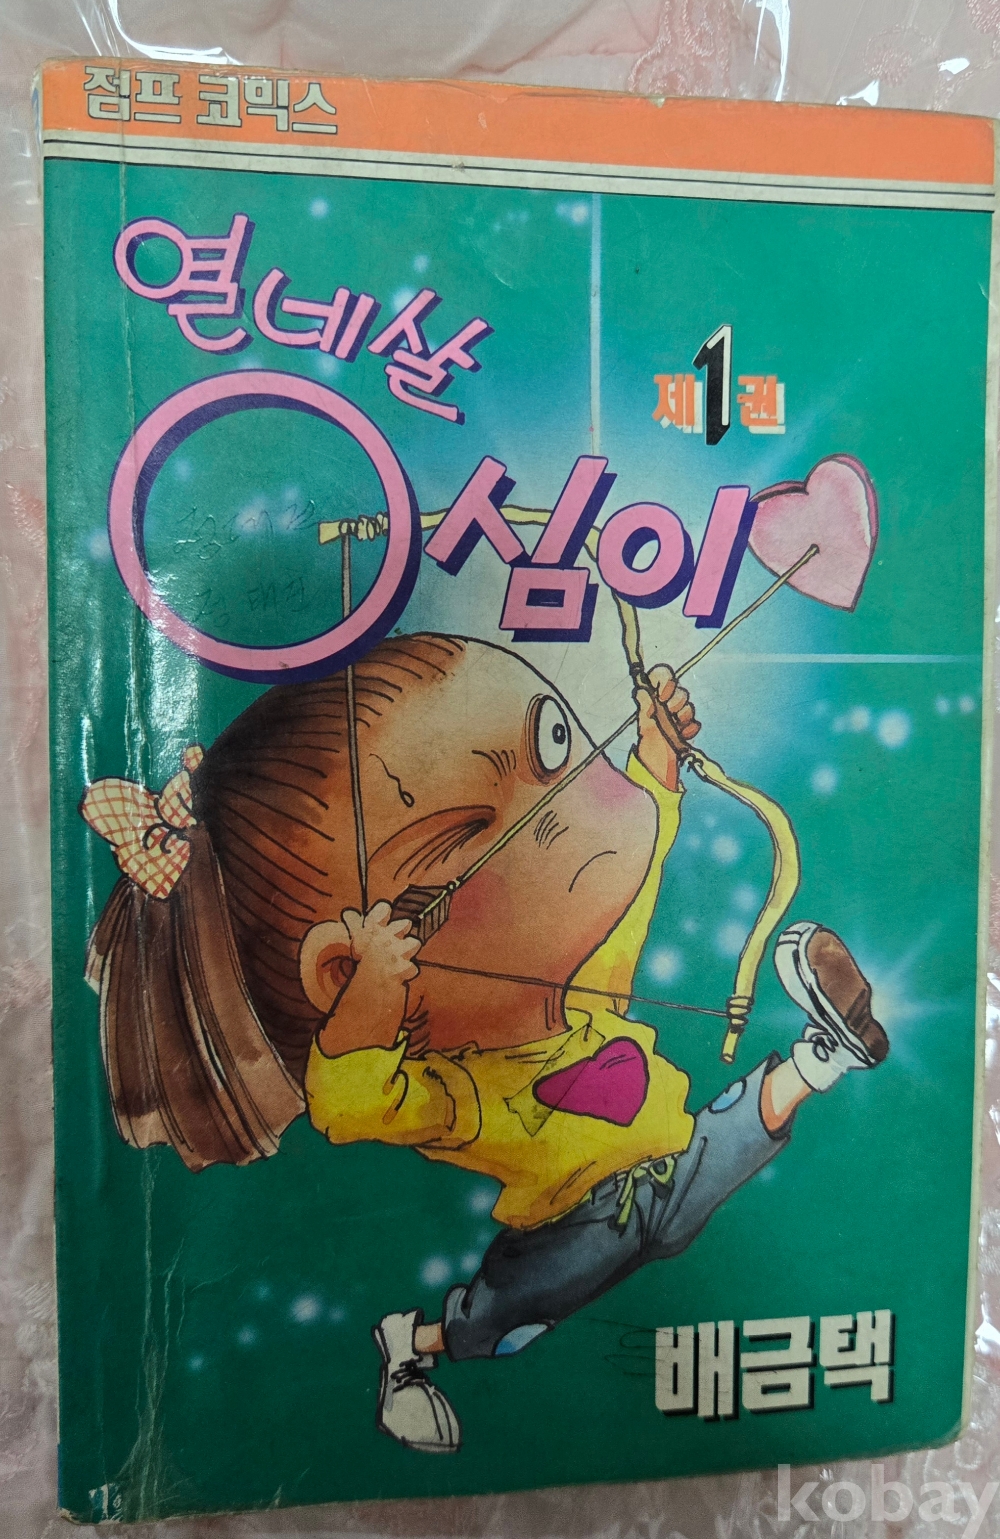 점프 코믹스
열네살
제1권
O심이
배금택
kobay